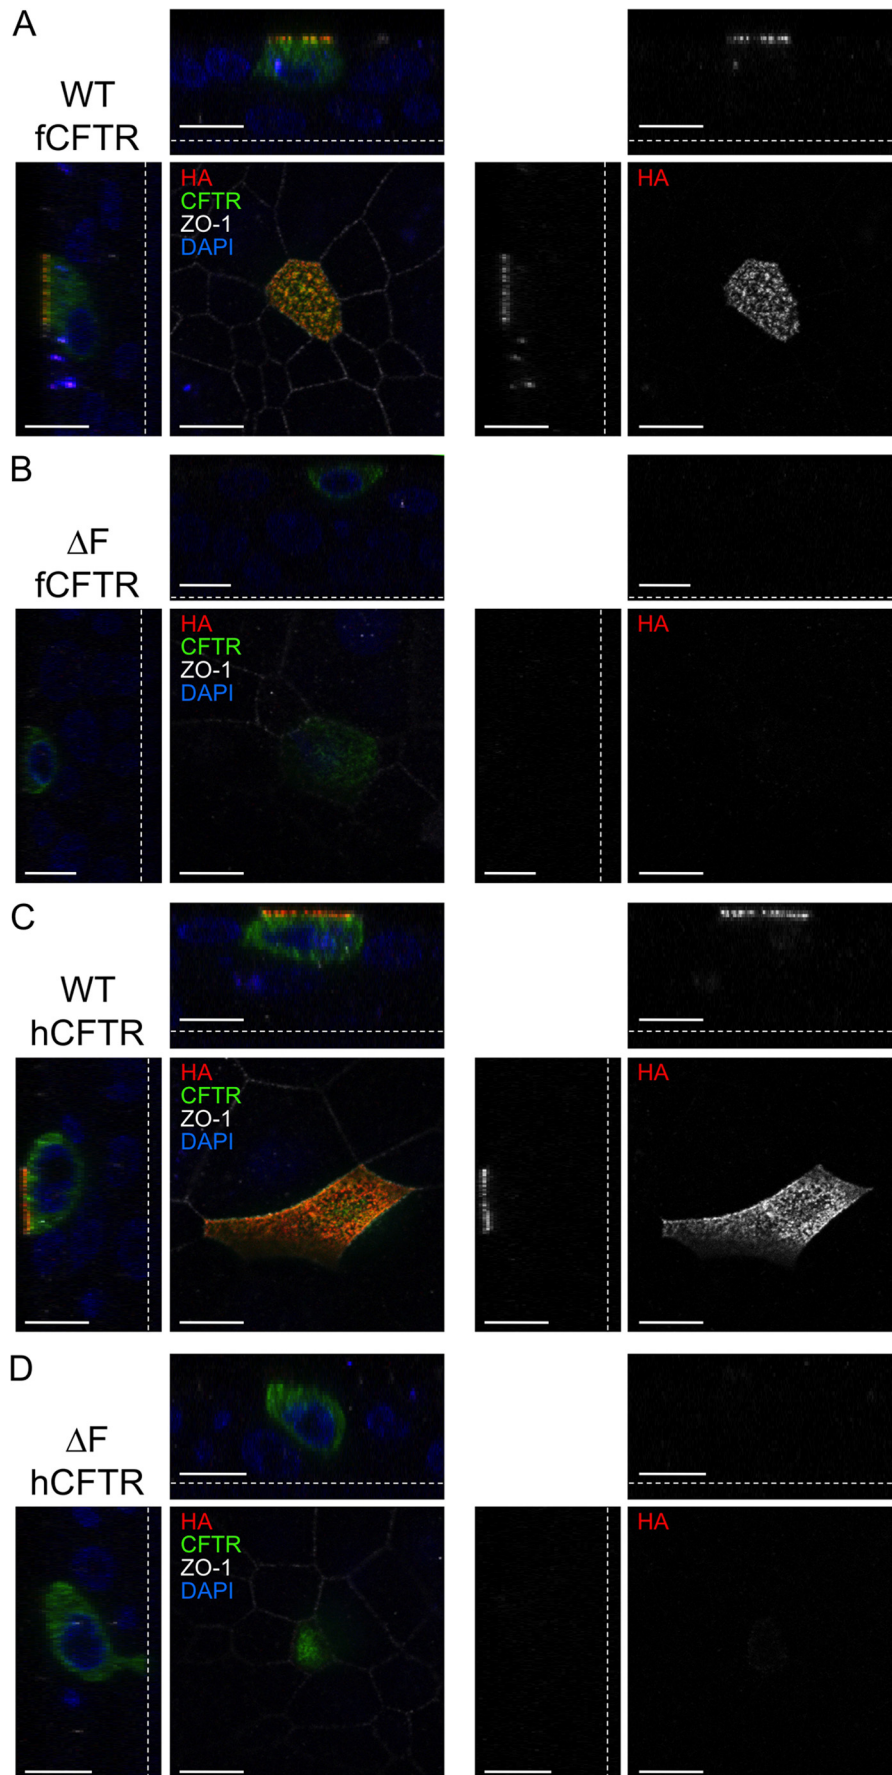 A
WT
fCFTR
HA
CFTR
ZO-1
DAPI
HA
B
ΔF
fCFTR
HA
CFTR
ZO-1
DAPI
HA
C
WT
hCFTR
HA
CFTR
ZO-1
DAPI
HA
D
ΔF
hCFTR
HA
CFTR
ZO-1
DAPI
HA